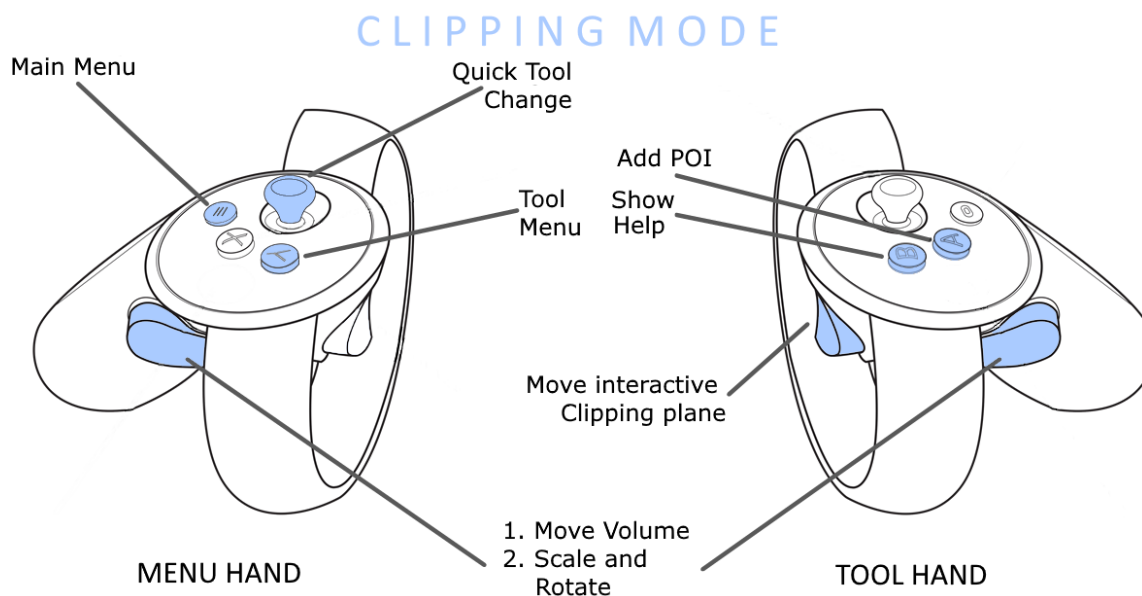 CLIPPING MODE
Main Menu
Quick Tool
Change
Tool
Menu
Add POI
Show
Help
X
Y
B
A
Move interactive
Clipping plane
1. Move Volume
2. Scale and
Rotate
MENU HAND
TOOL HAND